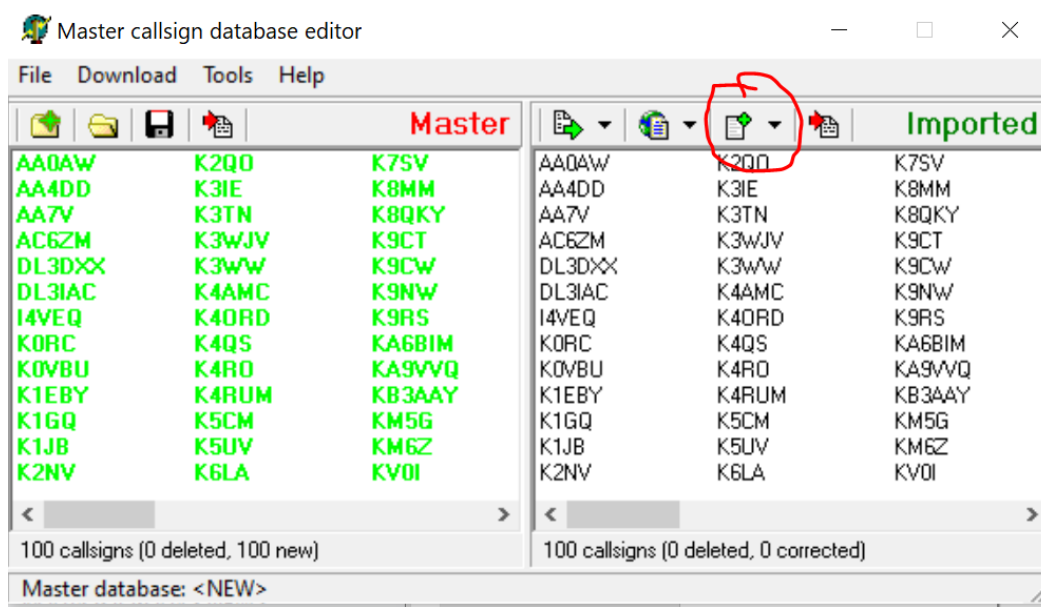 Master callsign database editor
File Download Tools Help
Master
Imported
AA0AW K2QO K7SV
AA4DD K3IE K8MM
AA7V K3TN K8QKY
AC6ZM K3WJV K9CT
DL3DXX K3WW K9CW
DL3IAC K4AMC K9NW
I4VEQ K4ORD K9RS
K0RC K4QS KA6BIM
K0VBU K4RO KA9VVQ
K1EBY K4RUM KB3AAY
K1GQ K5CM KM5G
K1JB K5UV KM6Z
K2NV K6LA KV0I
AA0AW K2QO K7SV
AA4DD K3IE K8MM
AA7V K3TN K8QKY
AC6ZM K3WJV K9CT
DL3DXX K3WW K9CW
DL3IAC K4AMC K9NW
I4VEQ K4ORD K9RS
K0RC K4QS KA6BIM
K0VBU K4RO KA9VVQ
K1EBY K4RUM KB3AAY
K1GQ K5CM KM5G
K1JB K5UV KM6Z
K2NV K6LA KV0I
100 callsigns (0 deleted, 100 new)
100 callsigns (0 deleted, 0 corrected)
Master database: <NEW>